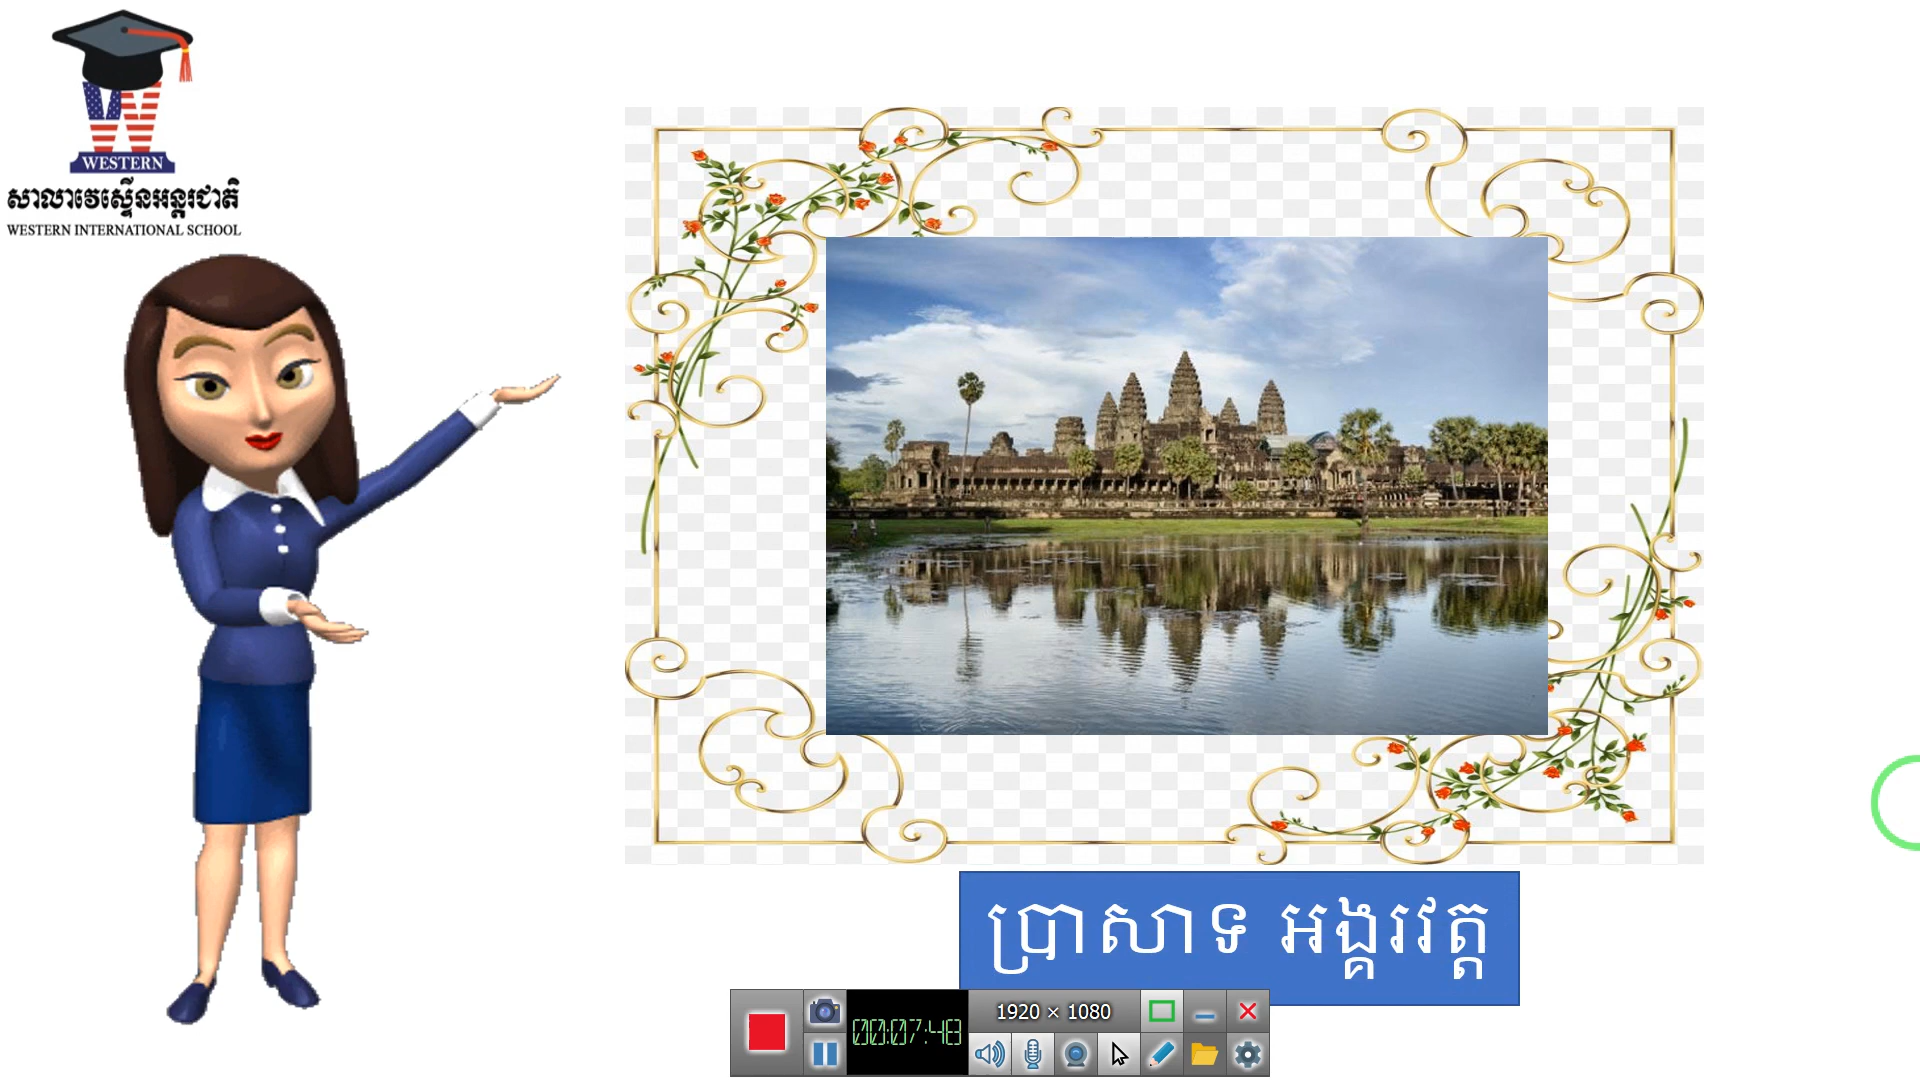 WESTERN
សាលាវេស្ទើនអន្តរជាតិ
WESTERN INTERNATIONAL SCHOOL
ប្រាសាទ អង្គរវត្ត
1920 × 1080
00:07:48